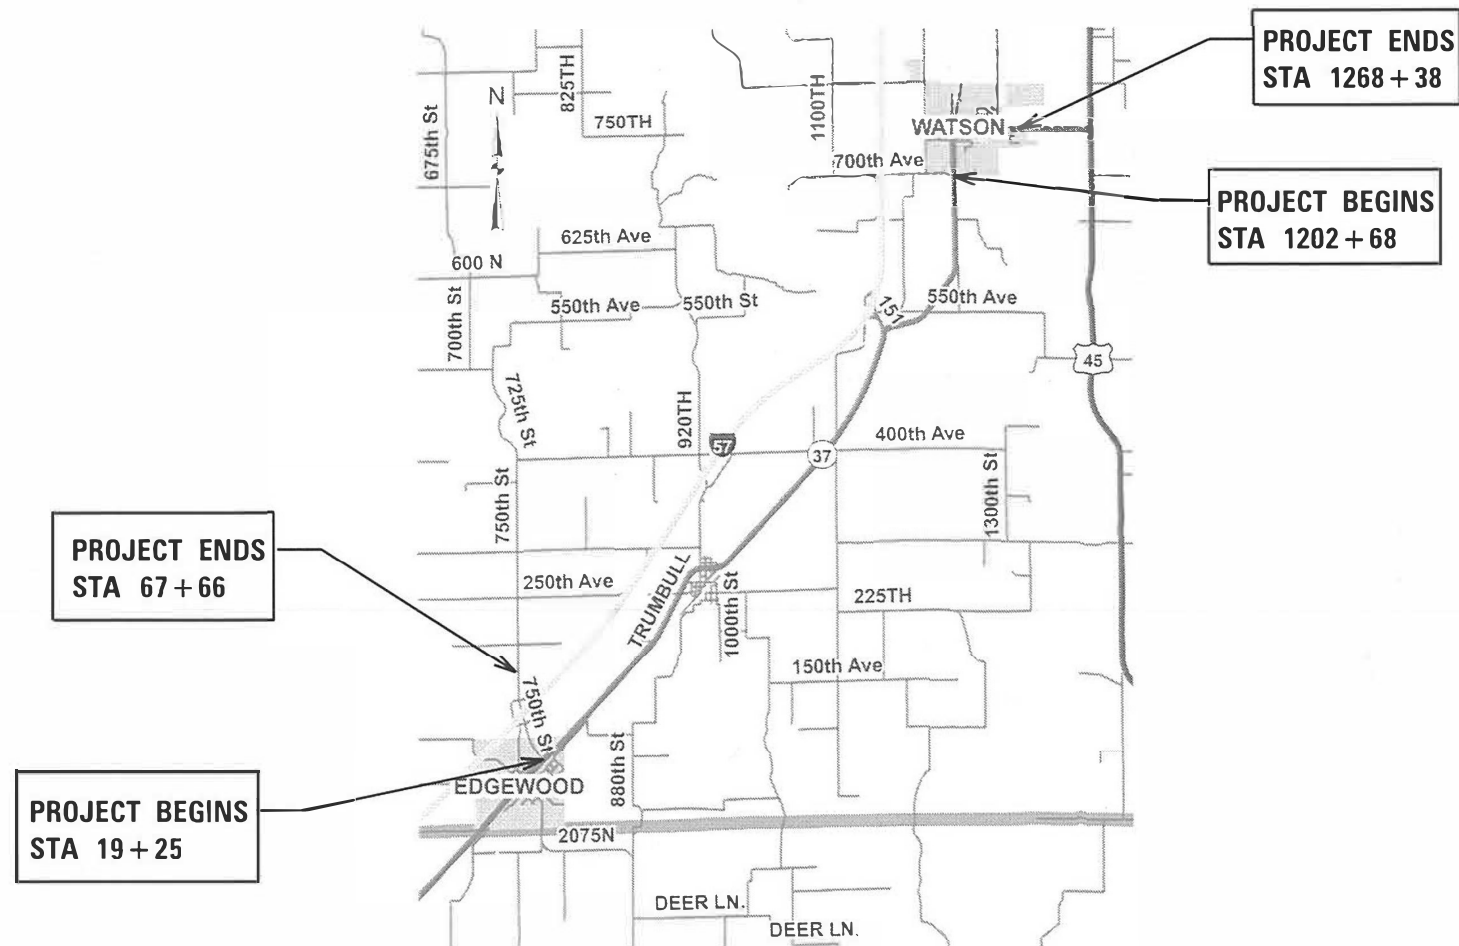 PROJECT ENDS
STA 1268+38
825TH
N
1100TH
675th St
750TH
WATSON
700th Ave
PROJECT BEGINS
STA 1202+68
625th Ave
600 N
550th Ave
550th St
151
550th Ave
700th St
45
725th St
920TH
57
400th Ave
37
750th St
1300th St
PROJECT ENDS
STA 67+66
250th Ave
TRUMBULL
1000th St
225TH
150th Ave
750th St
880th St
EDGEWOOD
PROJECT BEGINS
STA 19+25
2075N
DEER LN.
DEER LN.